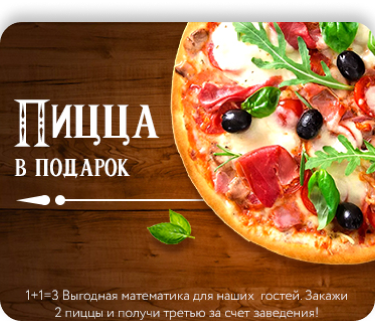 Пицца
в подарок
1+1=3 Выгодная математика для наших гостей. Закажи
2 пиццы и получи третью за счет заведения!